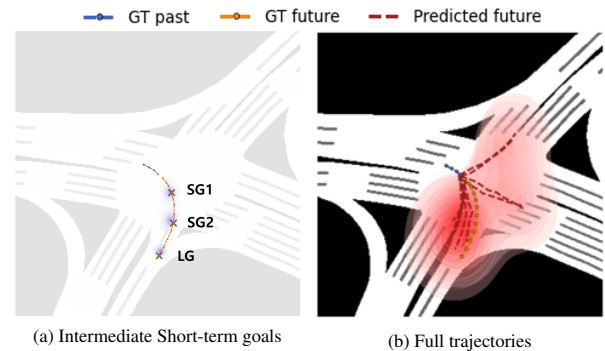 GT past GT future Predicted future
SG1
SG2
LG
(a) Intermediate Short-term goals
(b) Full trajectories